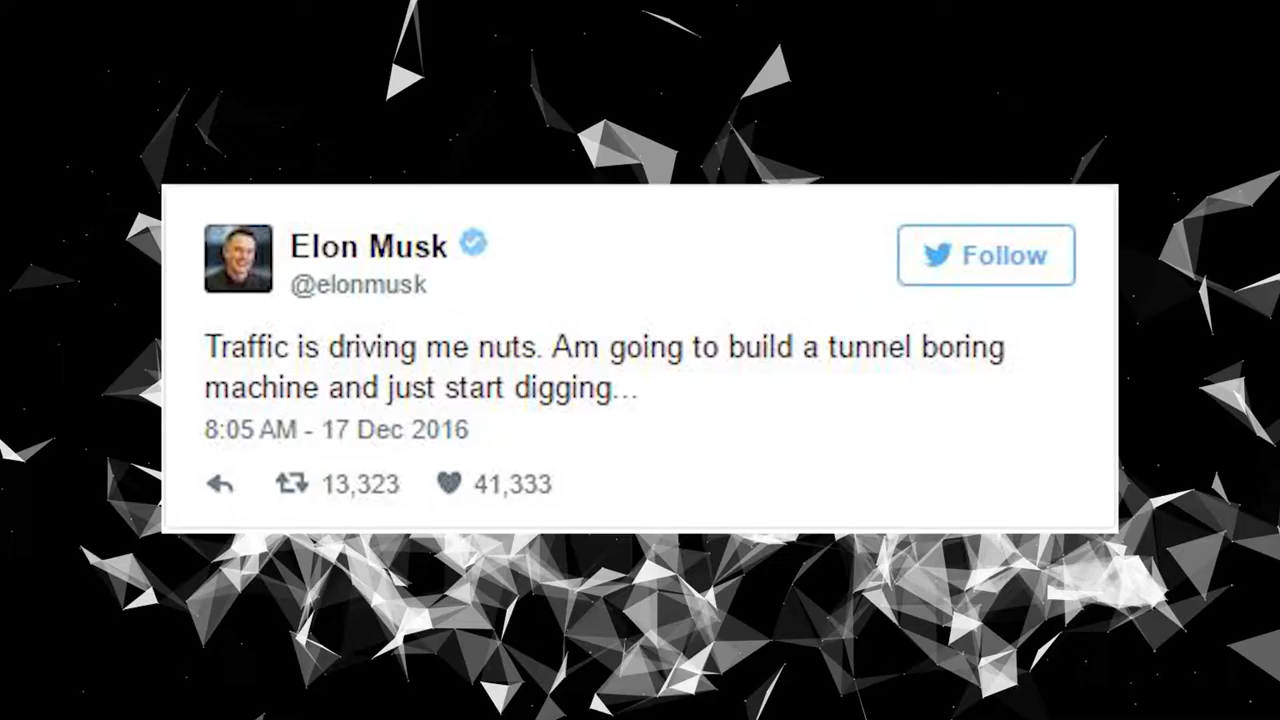 Elon Musk
@elonmusk
Follow
Traffic is driving me nuts. Am going to build a tunnel boring
machine and just start digging...
8:05 AM - 17 Dec 2016
13,323 41,333